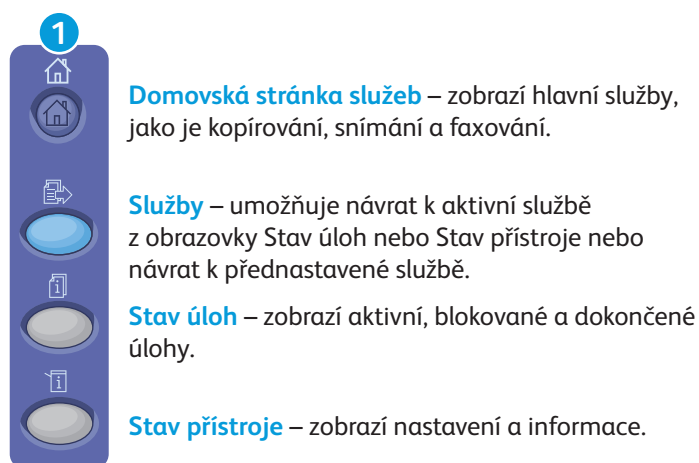 1
Domovská stránka služeb – zobrazí hlavní služby,
jako je kopírování, snímání a faxování.
Služby – umožňuje návrat k aktivní službě
z obrazovky Stav úloh nebo Stav přístroje nebo
návrat k přednastavené službě.
Stav úloh – zobrazí aktivní, blokované a dokončené
úlohy.
Stav přístroje – zobrazí nastavení a informace.